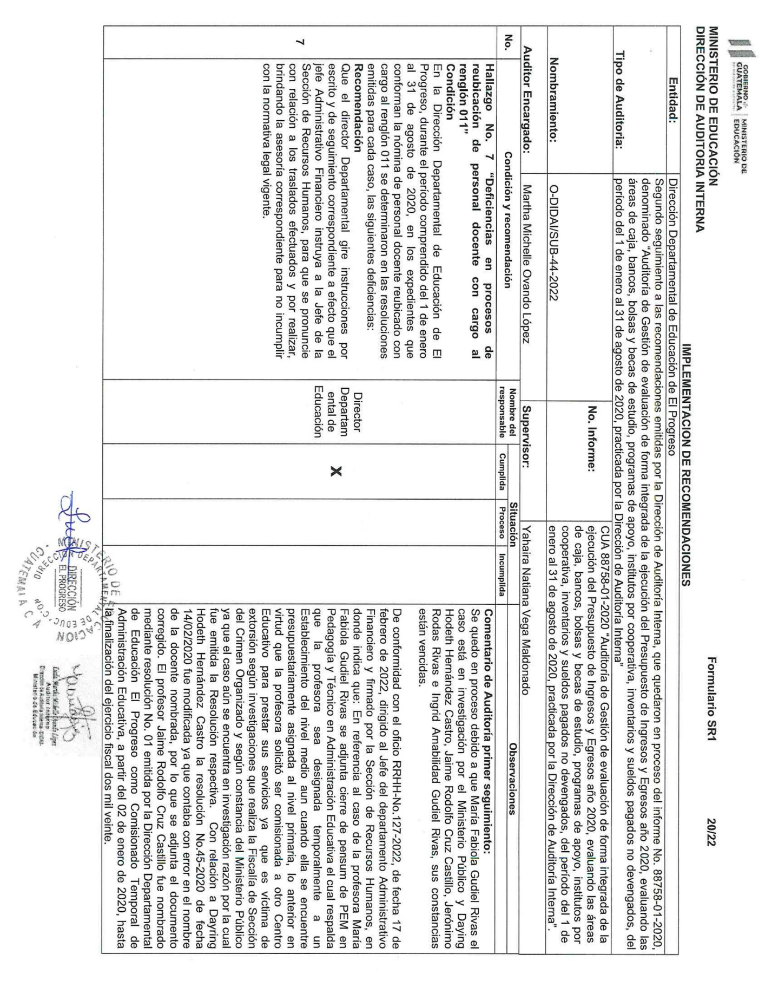 GOBIERNO de
GUATEMALA
MINISTERIO DE
EDUCACIÓN
MINISTERIO DE EDUCACIÓN
DIRECCIÓN DE AUDITORIA INTERNA
Formulario SR1
20/22
IMPLEMENTACION DE RECOMENDACIONES
Entidad:
Dirección Departamental de Educación de El Progreso
Tipo de Auditoria:
Segundo seguimiento a las recomendaciones emitidas por la Dirección de Auditoría Interna, que quedaron en proceso del informe No. 88758-01-2020,
denominado "Auditoría de Gestión de evaluación de forma integrada de la ejecución del Presupuesto de Ingresos y Egresos año 2020, evaluando las
áreas de caja, bancos, bolsas y becas de estudio, programas de apoyo, institutos por cooperativa, inventarios y sueldos pagados no devengados, del
período del 1 de enero al 31 de agosto de 2020, practicada por la Dirección de Auditoría Interna"
Nombramiento:
O-DIDAI/SUB-44-2022
No. Informe:
CUA 88758-01-2020 "Auditoría de Gestión de evaluación de forma integrada de la
ejecución del Presupuesto de Ingresos y Egresos año 2020, evaluando las áreas
de caja, bancos, bolsas y becas de estudio, programas de apoyo, institutos por
cooperativa, inventarios y sueldos pagados no devengados, del período del 1 de
enero al 31 de agosto de 2020, practicada por la Dirección de Auditoría Interna".
Auditor Encargado:
Martha Michelle Ovando López
Supervisor:
Yahaira Natiana Vega Maldonado
No.
Condición y recomendación
Nombre del
responsable
Situación
Cumplida
Proceso
Incumplida
Observaciones
7
Hallazgo No. 7 "Deficiencias en procesos de
reubicación de personal docente con cargo al
renglón 011"
Condición
En la Dirección Departamental de Educación de El
Progreso, durante el período comprendido del 1 de enero
al 31 de agosto de 2020, en los expedientes que
conforman la nómina de personal docente reubicado con
cargo al renglón 011 se determinaron en las resoluciones
emitidas para cada caso, las siguientes deficiencias:
Recomendación
Que el director Departamental gire instrucciones por
escrito y de seguimiento correspondiente a efecto que el
jefe Administrativo Financiero instruya a la Jefe de la
Sección de Recursos Humanos, para que se pronuncie
con relación a los traslados efectuados y por realizar,
brindando la asesoría correspondiente para no incumplir
con la normativa legal vigente.
Director
Departam
ental de
Educación
X
Comentario de Auditoría primer seguimiento:
Se quedo en proceso debido a que María Fabiola Gudiel Rivas el
caso está en investigación por el Ministerio Público y Daying
Hodeth Hernández Castro, Jaime Rodolfo Cruz Castillo, Jerónimo
Rodas Rivas e Ingrid Amabilidad Gudiel Rivas, sus constancias
están vencidas.
De conformidad con el oficio RRHH-No.127-2022, de fecha 17 de
febrero de 2022, dirigido al Jefe del departamento Administrativo
Financiero y firmado por la Sección de Recursos Humanos, en
donde indica que: En referencia al caso de la profesora María
Fabiola Gudiel Rivas se adjunta cierre de pensum de PEM en
Pedagogía y Técnico en Administración Educativa el cual respalda
que la profesora sea designada temporalmente a un
Establecimiento del nivel medio aun cuando ella se encuentre
presupuestariamente asignada al nivel primaria, lo anterior en
virtud que la profesora solicitó ser comisionada a otro Centro
Educativo para prestar sus servicios ya que es víctima de
extorsión según investigaciones que realiza la Fiscalía de Sección
del Crimen Organizado y según constancia del Ministerio Público
ya que el caso aún se encuentra en investigación razón por la cual
fue emitida la Resolución respectiva. Con relación a Dayring
Hodeth Hernández Castro la resolución No.45-2020 de fecha
14/02/2020 fue modificada ya que contaba con error en el nombre
de la docente nombrada, por lo que se adjunta el documento
corregido. El profesor Jaime Rodolfo Cruz Castillo fue nombrado
mediante resolución No. 01 emitida por la Dirección Departamental
de Educación El Progreso como Comisionado Temporal de
Administración Educativa, a partir del 02 de enero de 2020, hasta
la finalización del ejercicio fiscal dos mil veinte.
MINISTERIO DE EDUCACIÓN
DIRECCIÓN DEPARTAMENTAL DE EDUC'C'ON
DIRECCIÓN
EL PROGRESO
GUATEMALA C A
Auditor Interno
Dirección de Auditoría Interna -DIDAI-
Ministerio de Educación